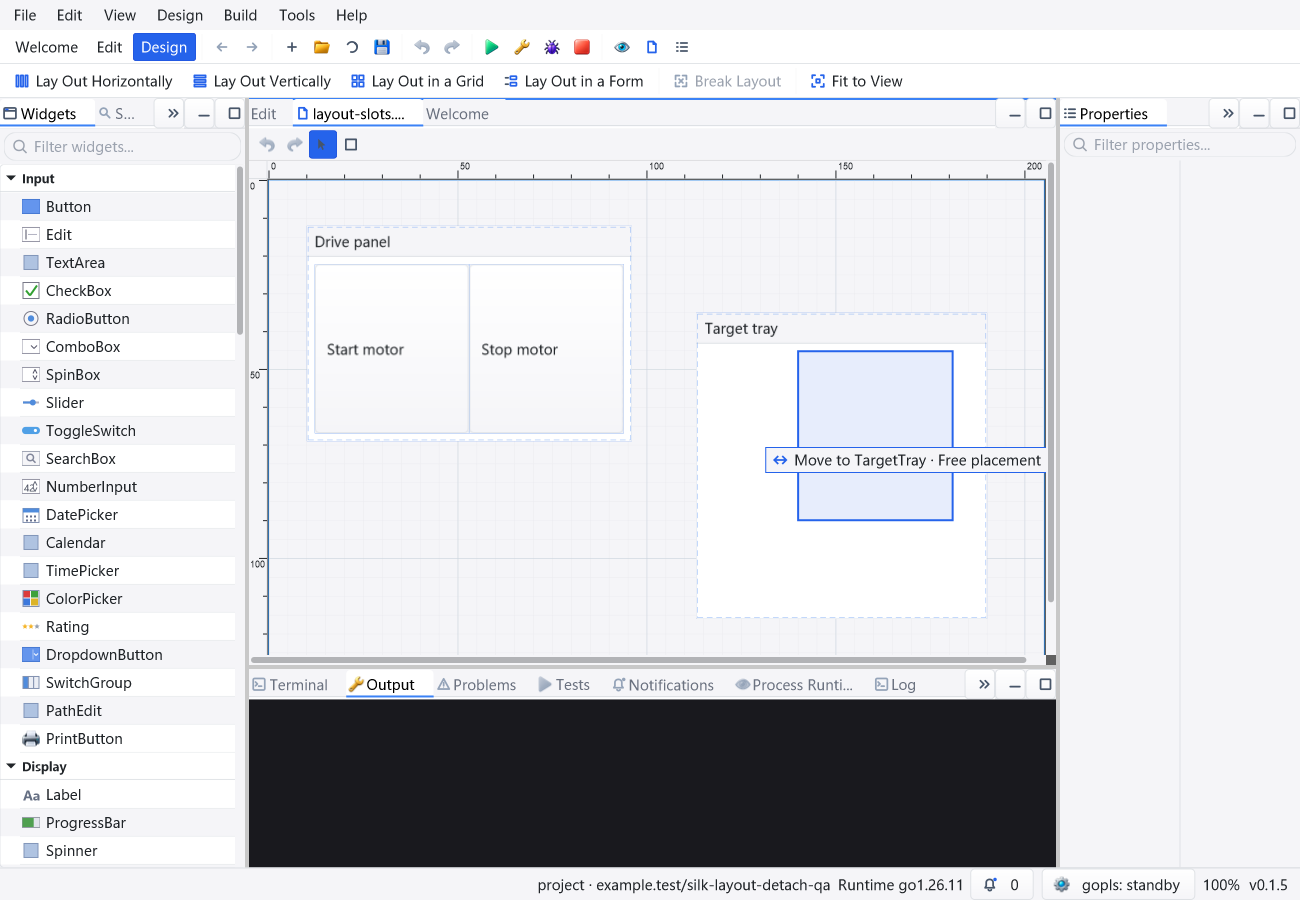 File Edit View Design Build Tools Help
Welcome Edit Design
Lay Out Horizontally Lay Out Vertically Lay Out in a Grid Lay Out in a Form Break Layout Fit to View
Widgets S... Edit layout-slots.... Welcome Properties
Filter widgets... Filter properties...
0 50 100 150 200
0
50
100
Input
Button
Edit
TextArea
CheckBox
RadioButton
ComboBox
SpinBox
Slider
ToggleSwitch
SearchBox
NumberInput
DatePicker
Calendar
TimePicker
ColorPicker
Rating
DropdownButton
SwitchGroup
PathEdit
PrintButton
Display
Aa Label
ProgressBar
Spinner
Drive panel
Start motor Stop motor
Target tray
Move to TargetTray · Free placement
Terminal Output Problems Tests Notifications Process Runti... Log
project · example.test/silk-layout-detach-qa Runtime go1.26.11 0 gopls: standby 100% v0.1.5